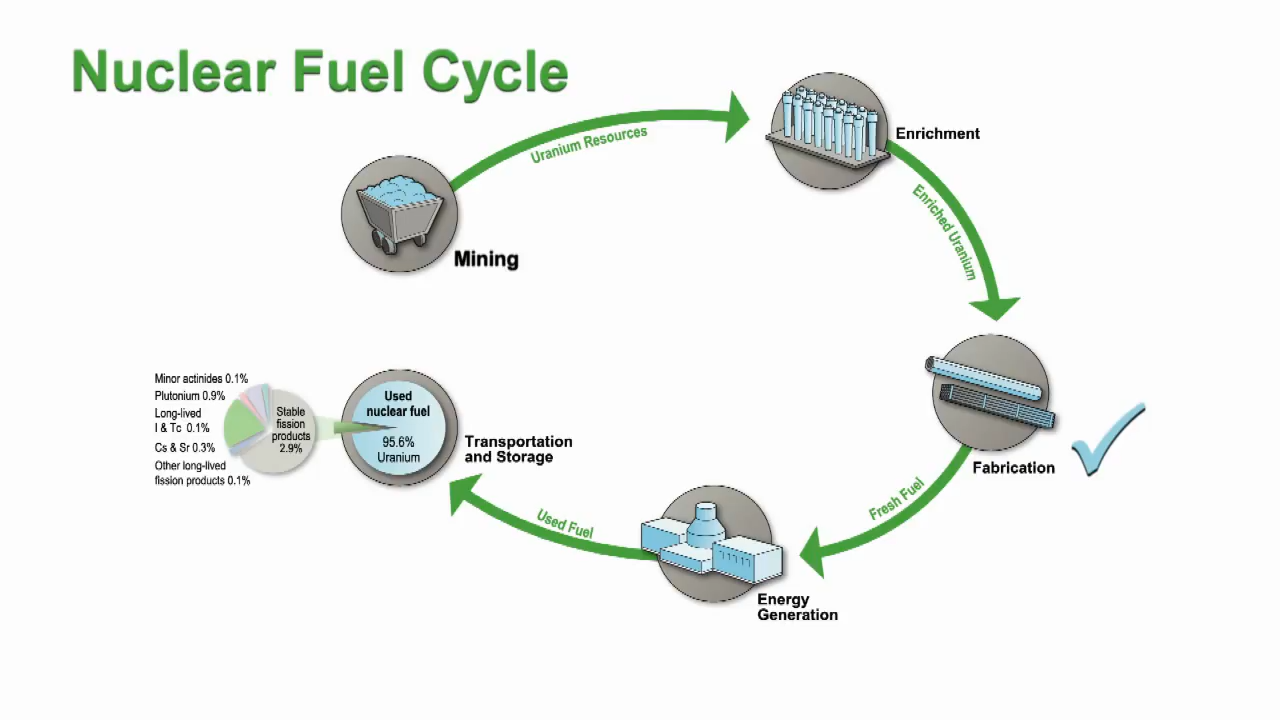 Nuclear Fuel Cycle
Uranium Resources
Enrichment
Mining
Enriched Uranium
Fabrication
Fresh Fuel
Energy
Generation
Used Fuel
Transportation
and Storage
Used
nuclear fuel
95.6%
Uranium
Stable
fission
products
2.9%
Minor actinides 0.1%
Plutonium 0.9%
Long-lived
I & Tc 0.1%
Cs & Sr 0.3%
Other long-lived
fission products 0.1%